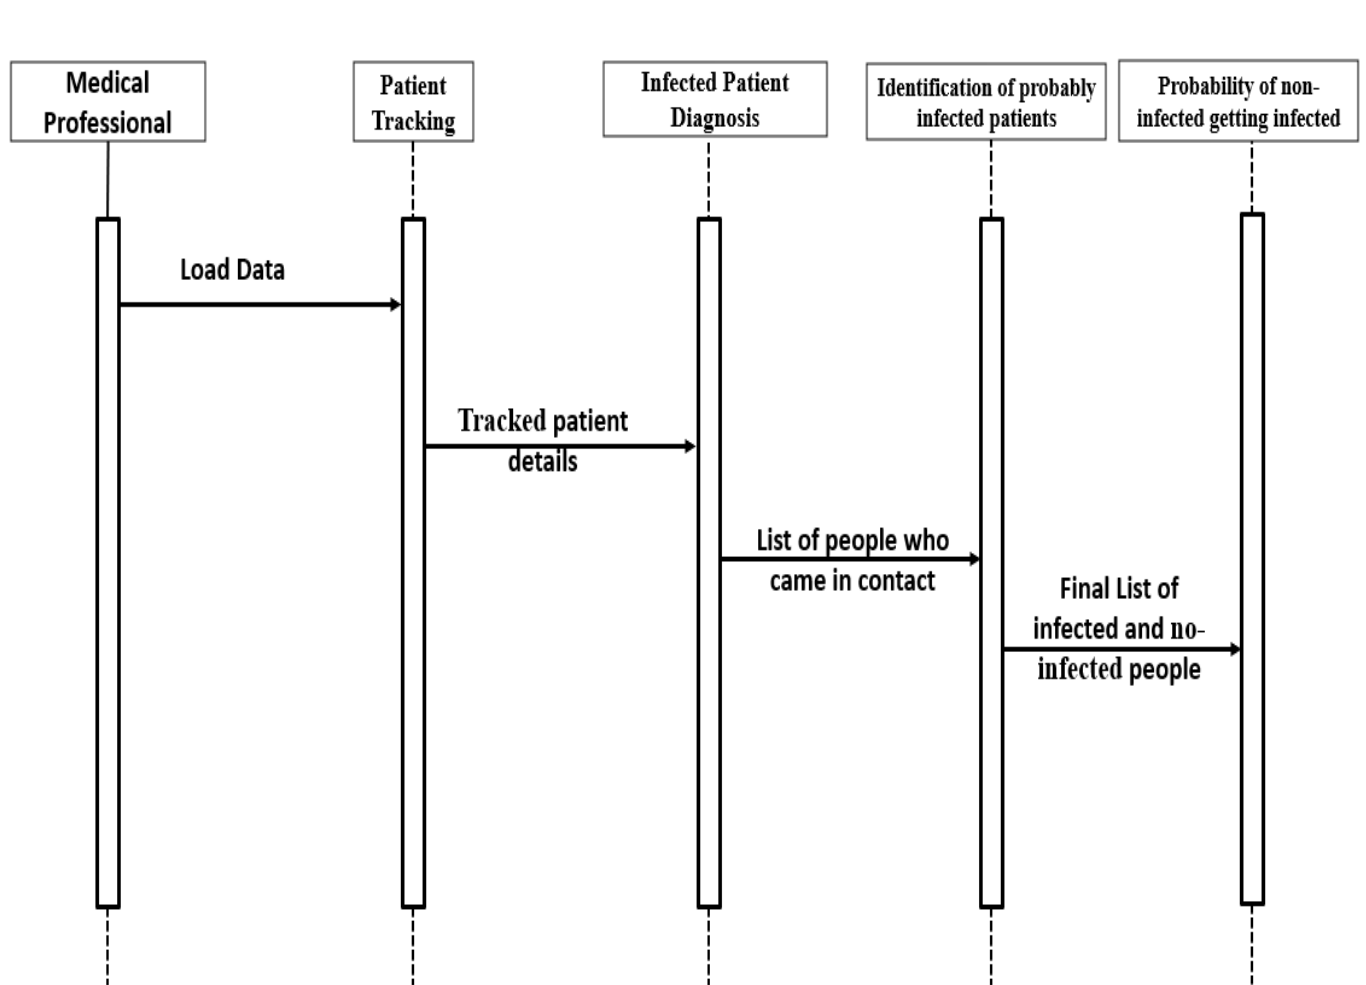 Medical
Professional
Patient
Tracking
Infected Patient
Diagnosis
Identification of probably
infected patients
Probability of non-
infected getting infected
Load Data
Tracked patient
details
List of people who
came in contact
Final List of
infected and no-
infected people